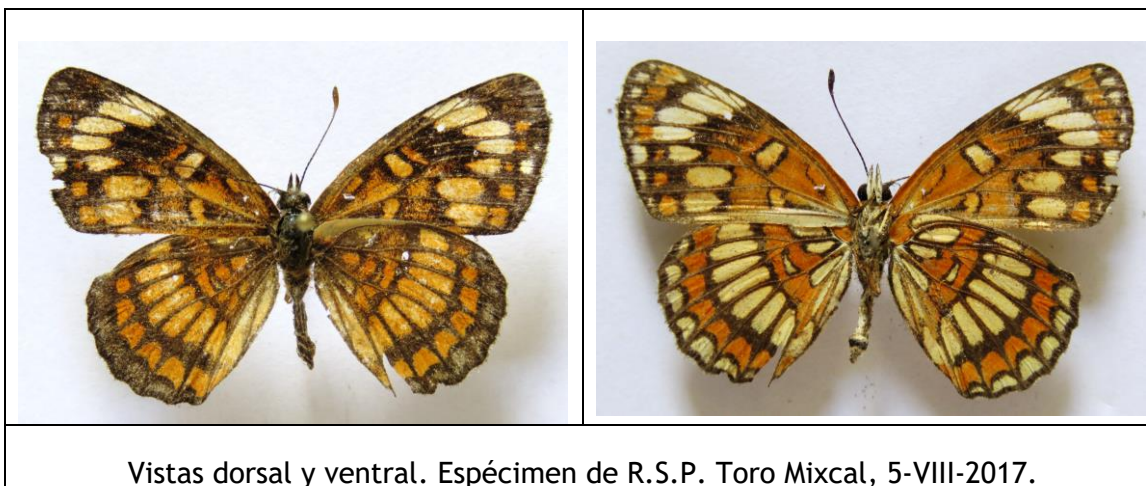 Vistas dorsal y ventral. Espécimen de R.S.P. Toro Mixcal, 5-VIII-2017.